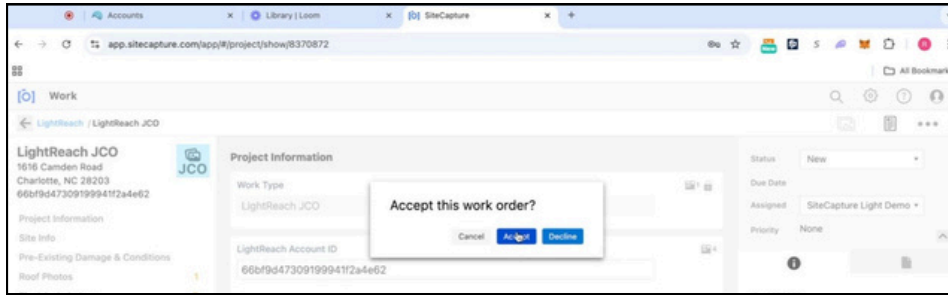 Accounts
Library | Loom
SiteCapture
app.sitecapture.com/app/#/project/show/8370872
New
All Bookmark
Work
LightReach / LightReach JCO
LightReach JCO
1616 Camden Road
Charlotte, NC 28203
66bf9d47309199941f2a4e62
JCO
Project Information
Site Info
Pre-Existing Damage & Conditions
Roof Photos 1
Project Information
Work Type
LightReach JCO
LightReach Account ID
66bf9d47309199941f2a4e62
Accept this work order?
Cancel Accept Decline
Status New
Due Date
Assigned SiteCapture Light Demo
Priority None